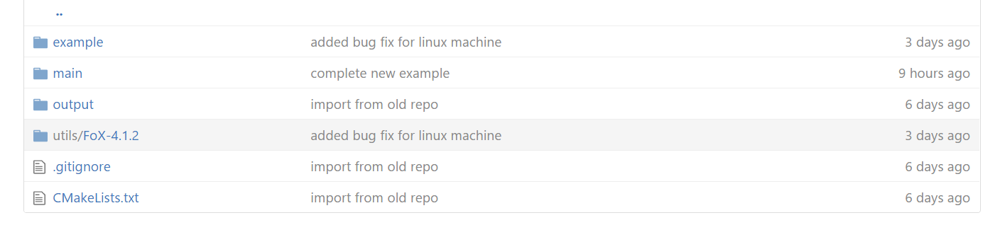 ..
example added bug fix for linux machine 3 days ago
main complete new example 9 hours ago
output import from old repo 6 days ago
utils/FoX-4.1.2 added bug fix for linux machine 3 days ago
.gitignore import from old repo 6 days ago
CMakeLists.txt import from old repo 6 days ago